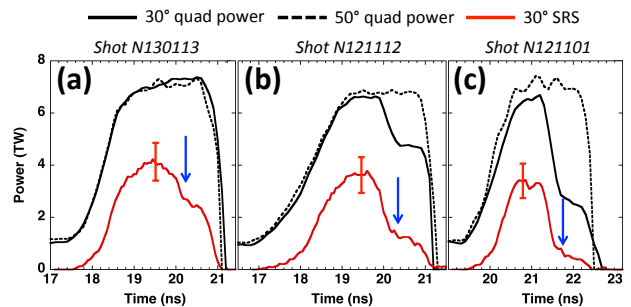 30° quad power 50° quad power 30° SRS
Shot N130113 Shot N121112 Shot N121101
(a) (b) (c)
8
6
4
2
0
Power (TW)
17 18 19 20 21 17 18 19 20 21 20 21 22 23
Time (ns) Time (ns) Time (ns)